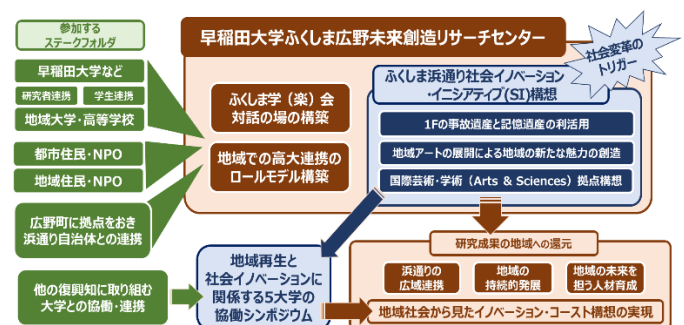 参加する
ステークフォルダ
早稲田大学など
研究者連携
学生連携
地域大学・高等学校
都市住民・NPO
地域住民・NPO
広野町に拠点をおき
浜通り自治体との連携
他の復興知に取り組む
大学との協働・連携
早稲田大学ふくしま広野未来創造リサーチセンター
社会変革の
トリガー
ふくしま学（楽）会
対話の場の構築
地域での高大連携の
ロールモデル構築
ふくしま浜通り社会イノベーション
・イニシアティブ(SI)構想
1Fの事故遺産と記憶遺産の利活用
地域アートの展開による地域の新たな魅力の創造
国際芸術・学術（Arts & Sciences）拠点構想
地域再生と
社会イノベーションに
関係する5大学の
協働シンポジウム
研究成果の地域への還元
浜通りの
広域連携
地域の
持続的発展
地域の未来を
担う人材育成
地域社会から見たイノベーション・コースト構想の実現